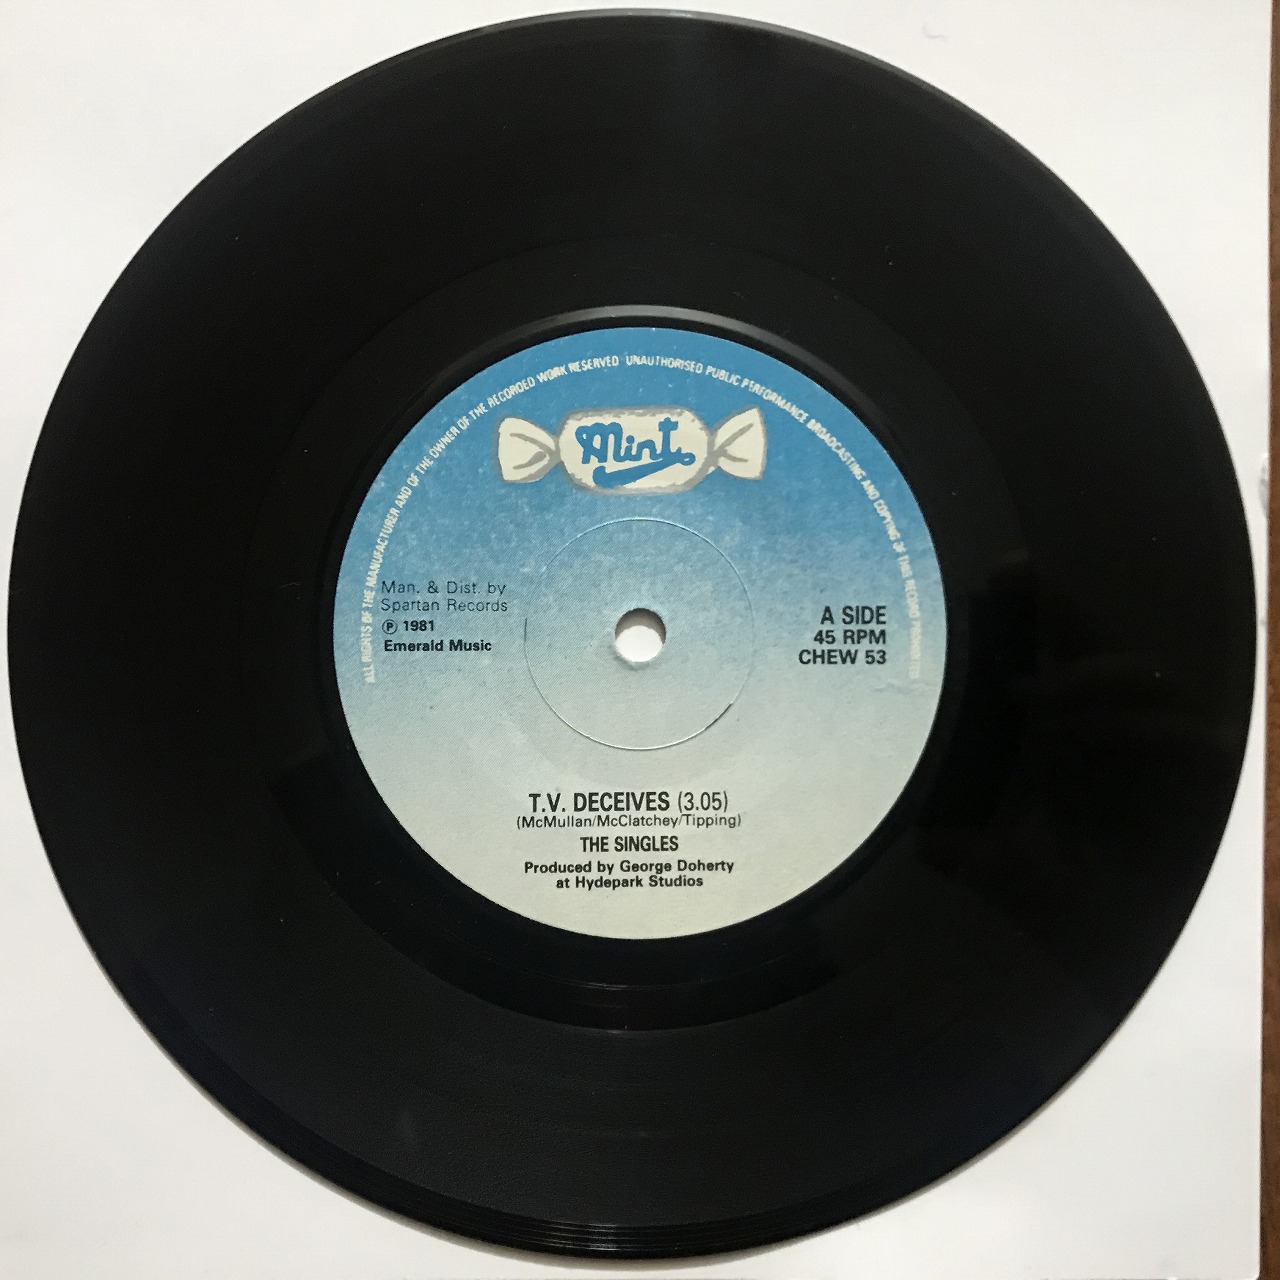 ALL RIGHTS OF THE MANUFACTURER AND OF THE OWNER OF THE RECORDED WORK RESERVED UNAUTHORISED PUBLIC PERFORMANCE BROADCASTING AND COPYING OF THIS RECORD PROHIBITED
Mint
Man. & Dist. by
Spartan Records
℗ 1981
Emerald Music
A SIDE
45 RPM
CHEW 53
T.V. DECEIVES (3.05)
(McMullan/McClatchey/Tipping)
THE SINGLES
Produced by George Doherty
at Hydepark Studios